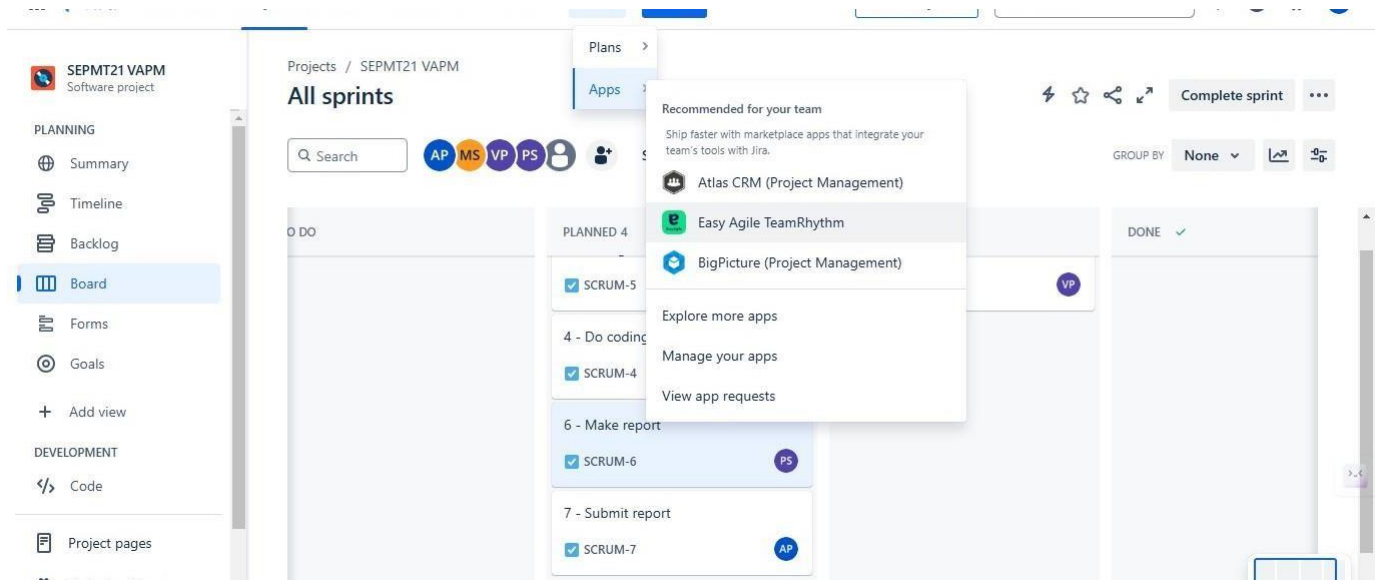 Plans
Apps
SEPMT21 VAPM
Software project
PLANNING
Summary
Timeline
Backlog
Board
Forms
Goals
Add view
DEVELOPMENT
Code
Project pages
Projects / SEPMT21 VAPM
All sprints
Complete sprint
Search
AP MS VP PS
GROUP BY None
Recommended for your team
Ship faster with marketplace apps that integrate your
team's tools with Jira.
Atlas CRM (Project Management)
Easy Agile TeamRhythm
BigPicture (Project Management)
Explore more apps
Manage your apps
View app requests
O DO
PLANNED 4
SCRUM-5
4 - Do coding
SCRUM-4
6 - Make report
SCRUM-6
PS
7 - Submit report
SCRUM-7
AP
VP
DONE